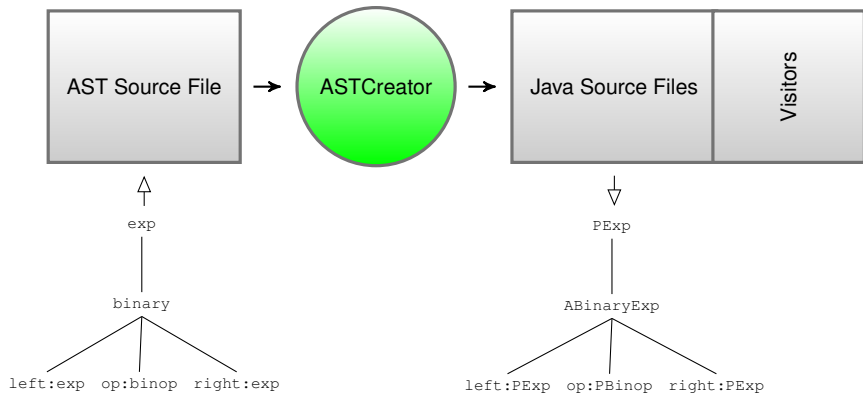 AST Source File
ASTCreator
Java Source Files
Visitors
exp
binary
left:exp op:binop right:exp
PExp
ABinaryExp
left:PExp op:PBinop right:PExp